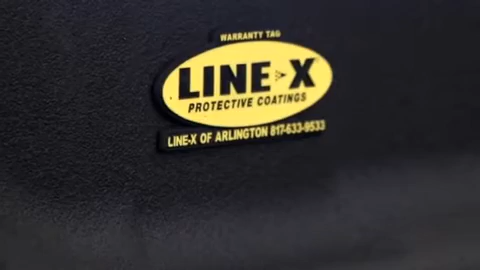 WARRANTY TAG
LINE-X
PROTECTIVE COATINGS
LINE-X OF ARLINGTON 817-633-9533